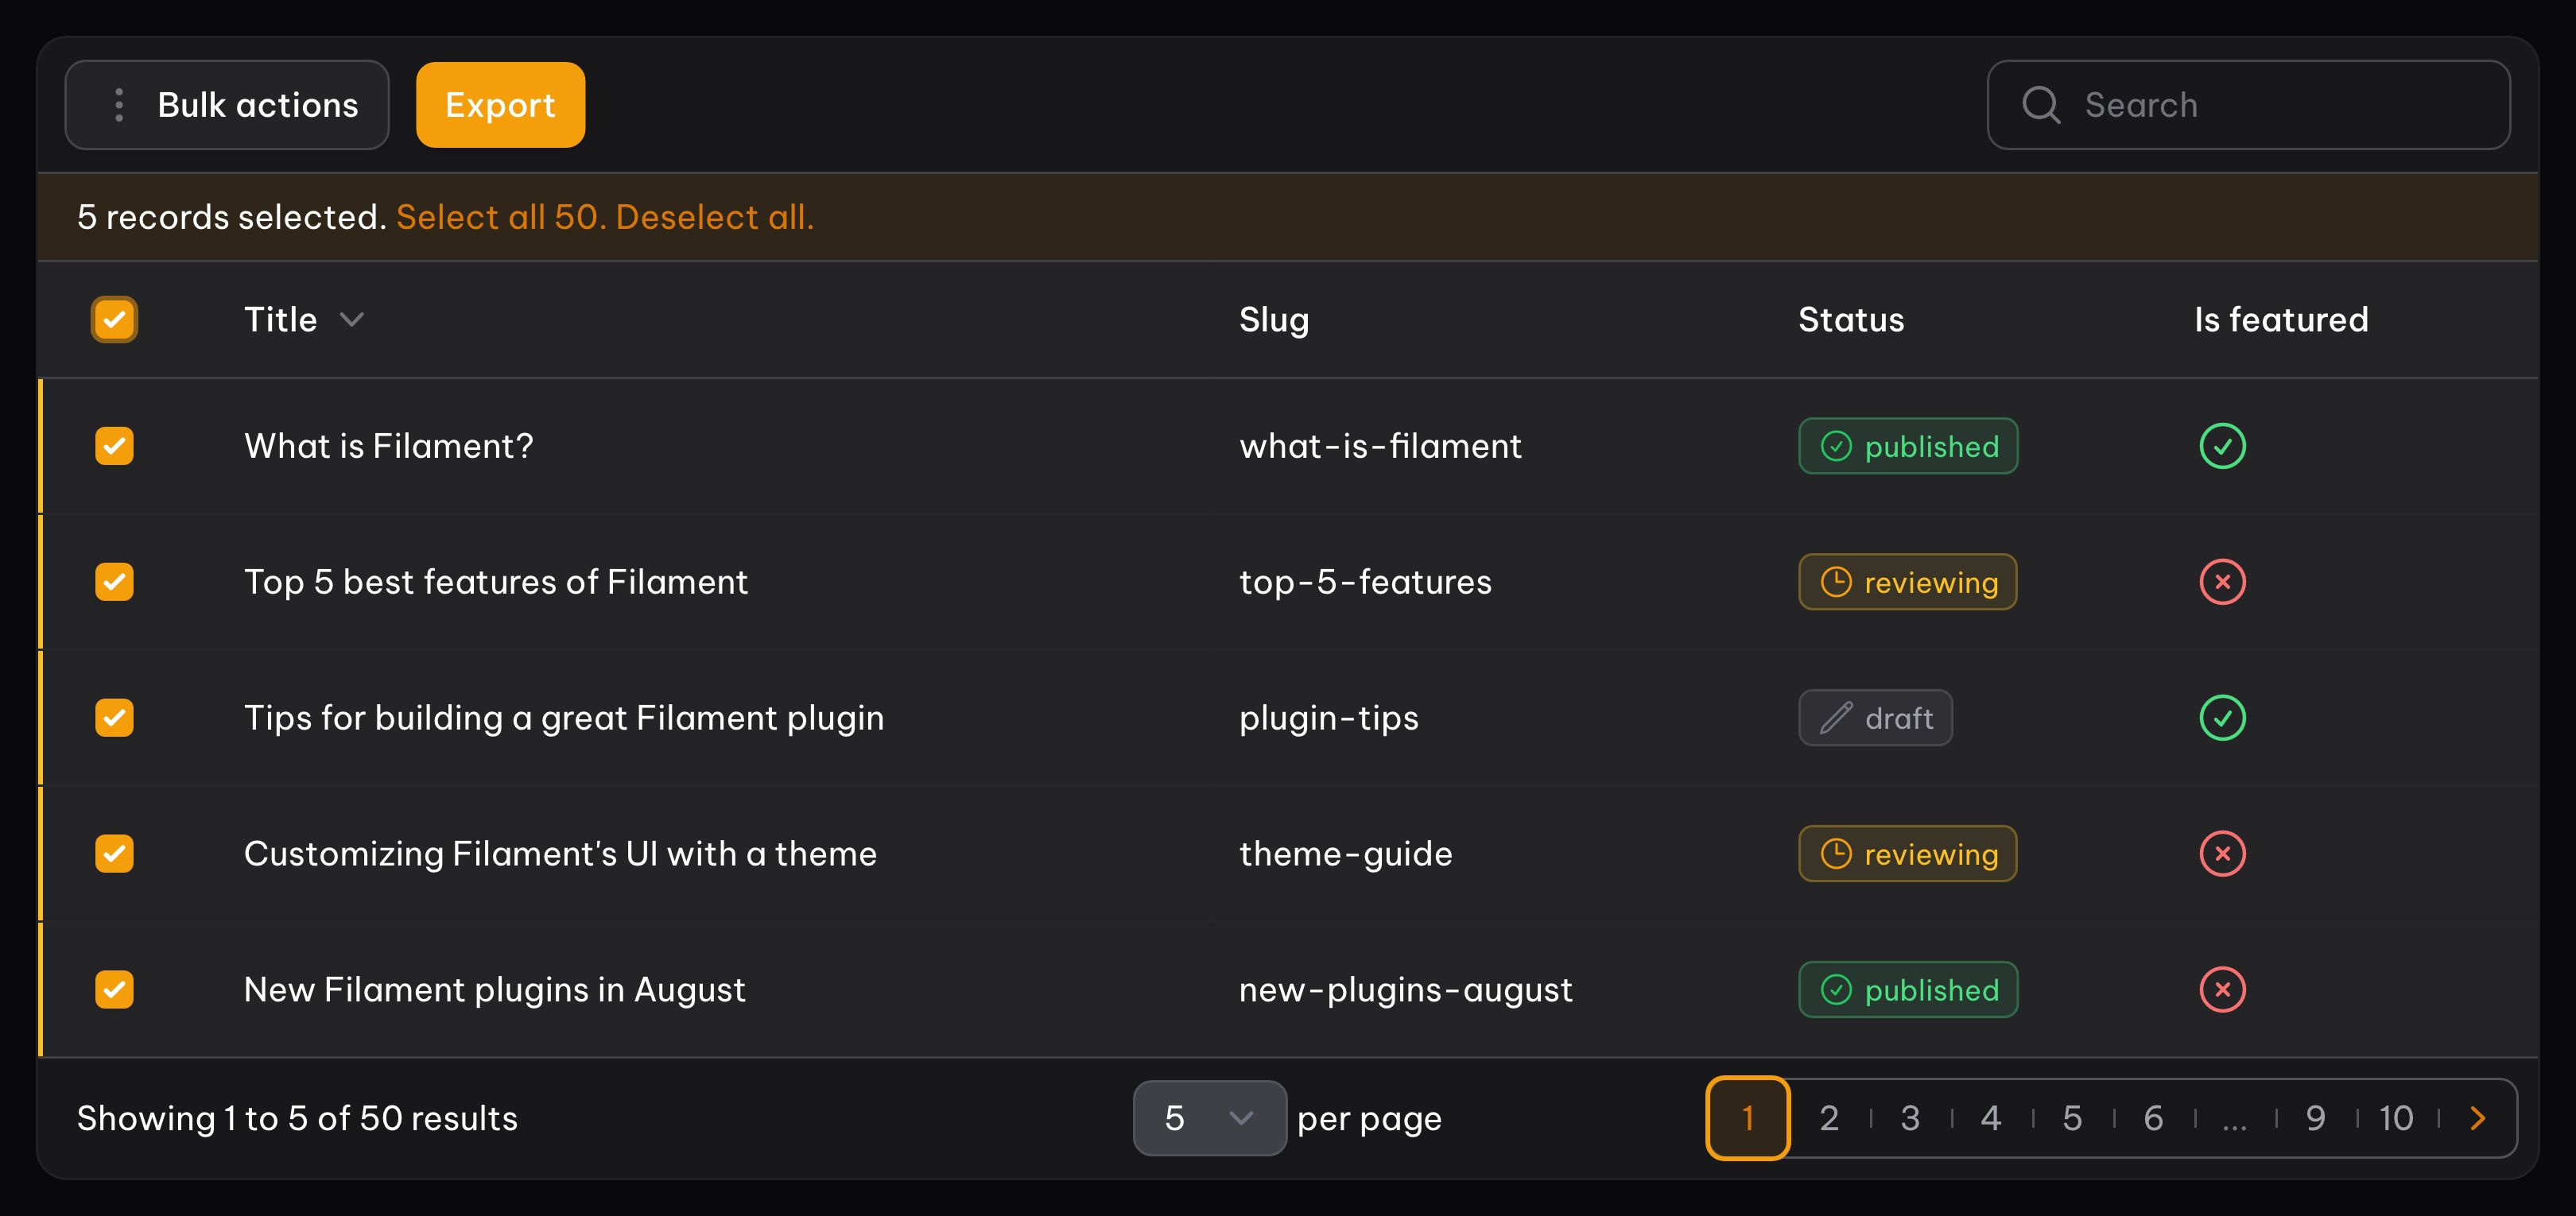 Bulk actions Export Search
5 records selected. Select all 50. Deselect all.
Title Slug Status Is featured
What is Filament? what-is-filament published
Top 5 best features of Filament top-5-features reviewing
Tips for building a great Filament plugin plugin-tips draft
Customizing Filament's UI with a theme theme-guide reviewing
New Filament plugins in August new-plugins-august published
Showing 1 to 5 of 50 results 5 per page 1 2 3 4 5 6 ... 9 10